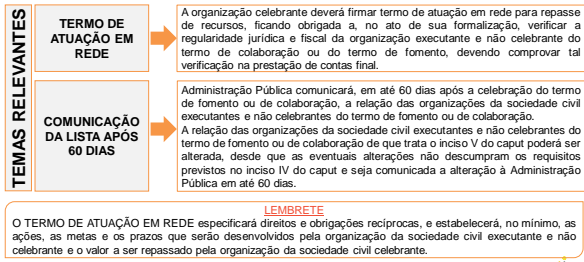 TEMAS RELEVANTES
TERMO DE
ATUAÇÃO EM
REDE
A organização celebrante deverá firmar termo de atuação em rede para repasse
de recursos, ficando obrigada a, no ato de sua formalização, verificar a
regularidade jurídica e fiscal da organização executante e não celebrante do
termo de colaboração ou do termo de fomento, devendo comprovar tal
verificação na prestação de contas final.
COMUNICAÇÃO
DA LISTA APÓS
60 DIAS
Administração Pública comunicará, em até 60 dias após a celebração do termo
de fomento ou de colaboração, a relação das organizações da sociedade civil
executantes e não celebrantes do termo de fomento ou de colaboração.
A relação das organizações da sociedade civil executantes e não celebrantes do
termo de fomento ou de colaboração de que trata o inciso V do caput poderá ser
alterada, desde que as eventuais alterações não descumpram os requisitos
previstos no inciso IV do caput e seja comunicada a alteração à Administração
Pública em até 60 dias.
LEMBRETE
O TERMO DE ATUAÇÃO EM REDE especificará direitos e obrigações recíprocas, e estabelecerá, no mínimo, as
ações, as metas e os prazos que serão desenvolvidos pela organização da sociedade civil executante e não
celebrante e o valor a ser repassado pela organização da sociedade civil celebrante.